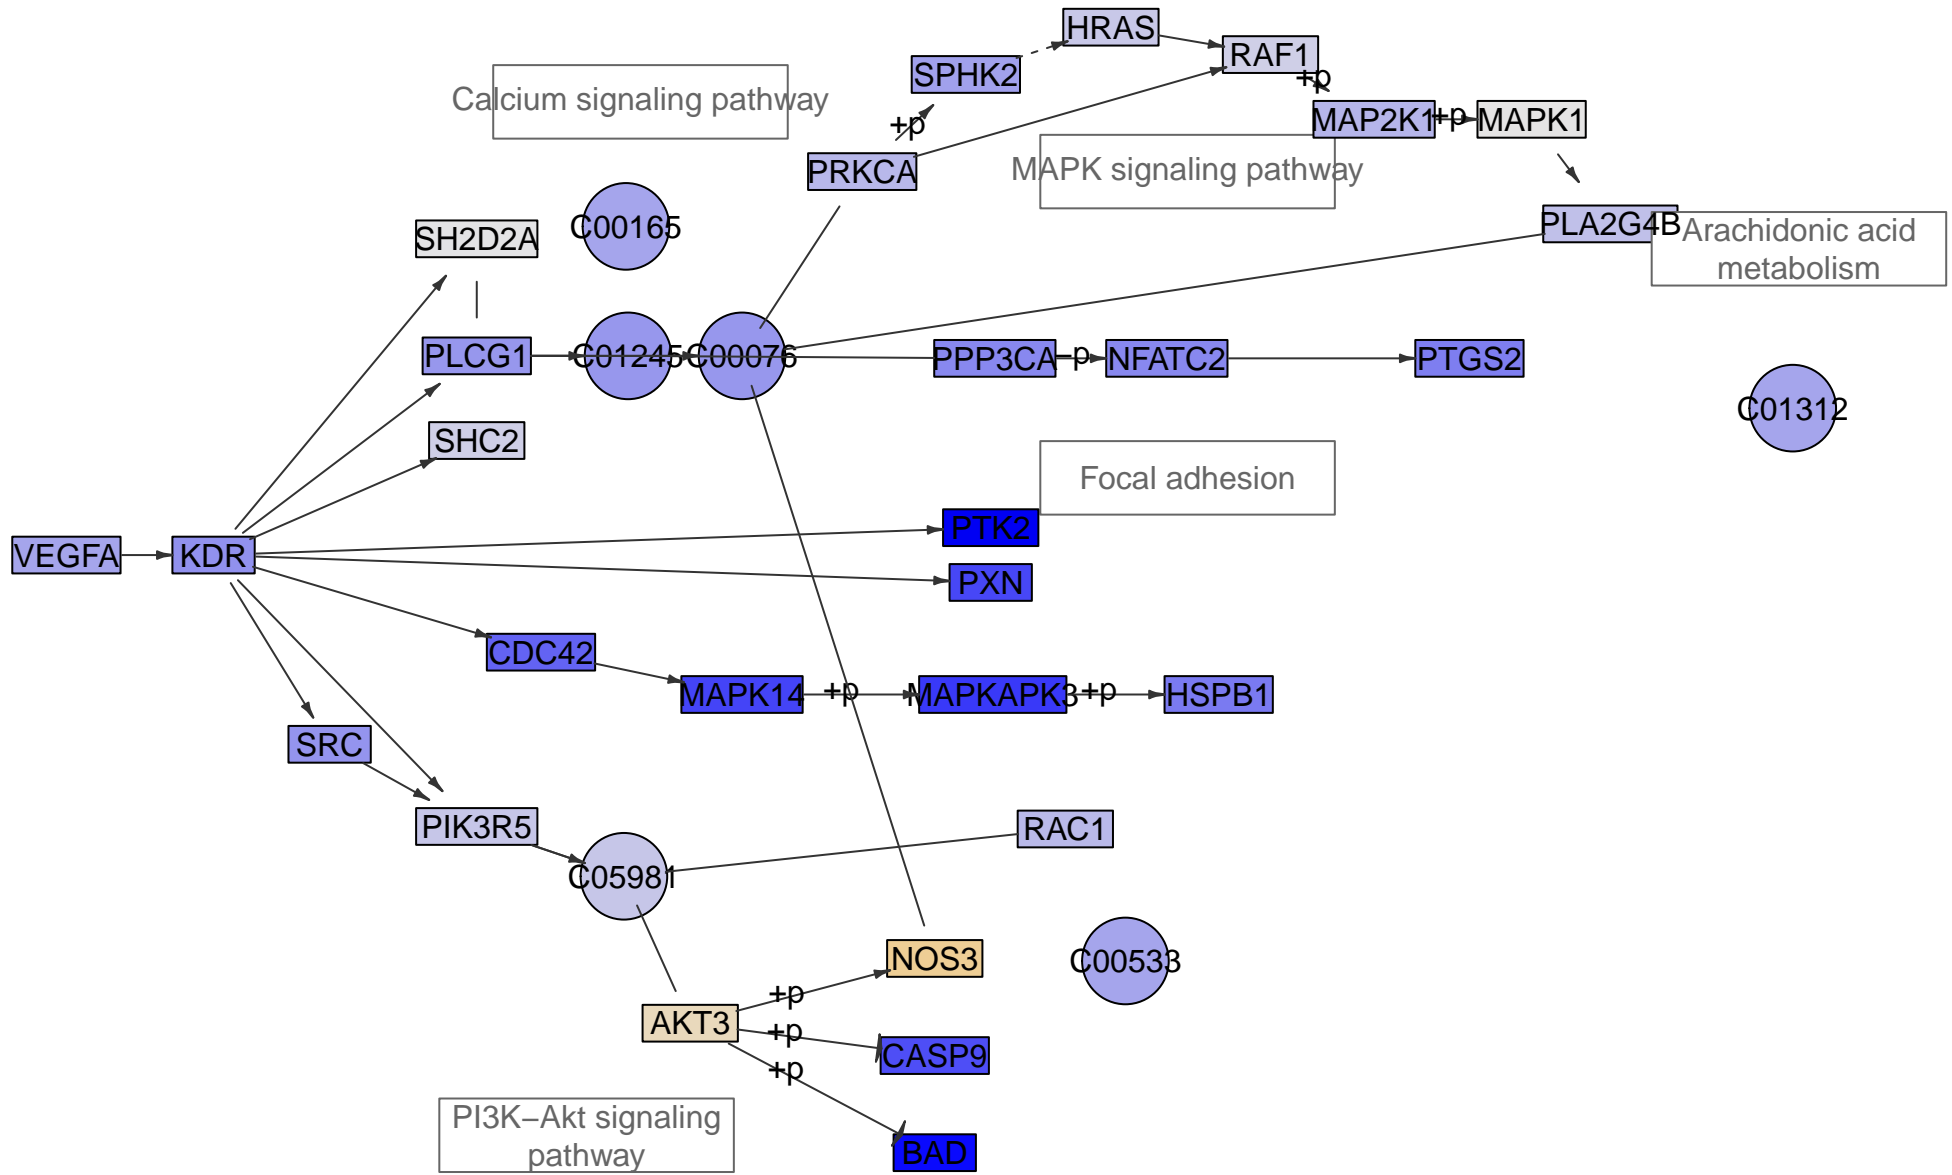 HRAS
RAF1
+p
SPHK2
Calcium signaling pathway
+p
MAP2K1
+p
MAPK1
PRKCA
MAPK signaling pathway
C00165
SH2D2A
PLA2G4B
Arachidonic acid
metabolism
PLCG1
C01245
C00076
PPP3CA
−p
NFATC2
PTGS2
C01312
SHC2
Focal adhesion
PTK2
VEGFA
KDR
PXN
CDC42
MAPK14
+p
MAPKAPK3
+p
HSPB1
SRC
PIK3R5
RAC1
C05981
NOS3
C00533
+p
AKT3
+p
CASP9
+p
PI3K−Akt signaling
pathway
BAD